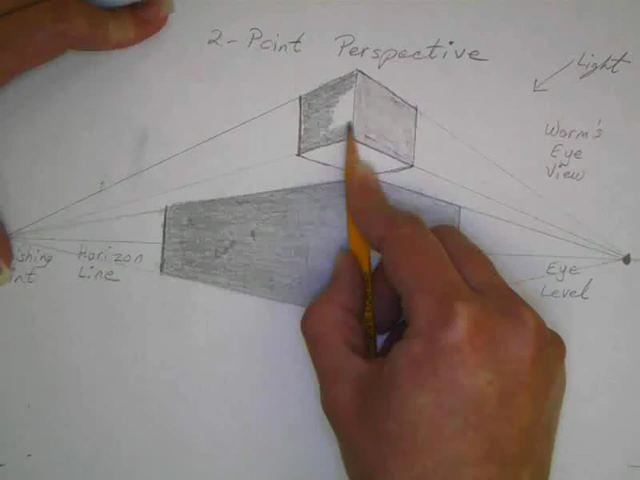 2-Point Perspective
Light
Worm's
Eye
View
Horizon
Line
Eye
Level